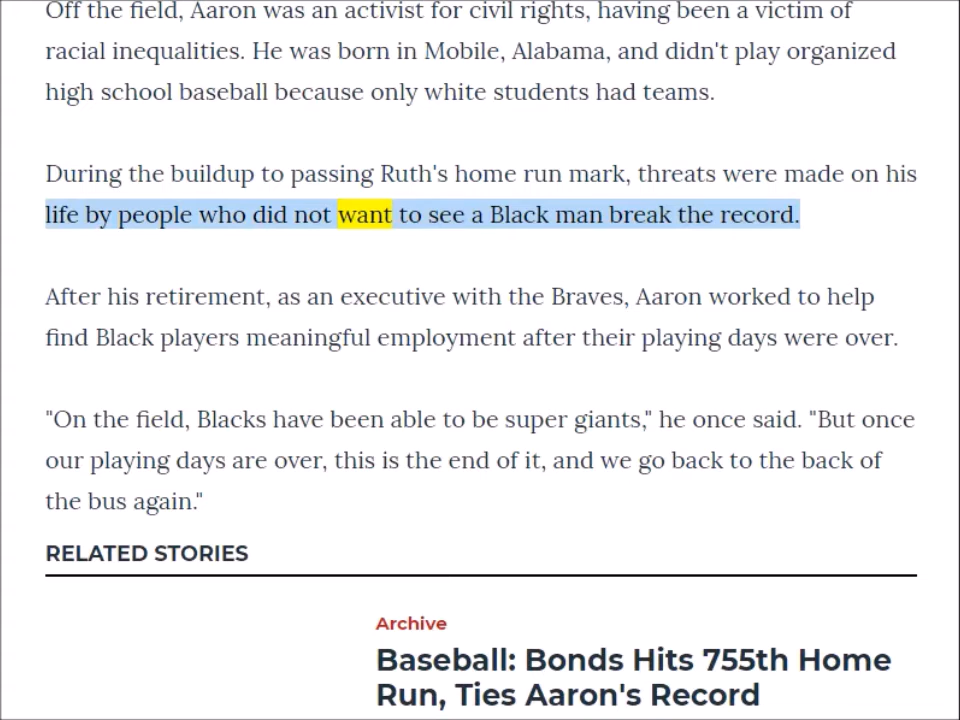 Off the field, Aaron was an activist for civil rights, having been a victim of
racial inequalities. He was born in Mobile, Alabama, and didn't play organized
high school baseball because only white students had teams.
During the buildup to passing Ruth's home run mark, threats were made on his
life by people who did not want to see a Black man break the record.
After his retirement, as an executive with the Braves, Aaron worked to help
find Black players meaningful employment after their playing days were over.
"On the field, Blacks have been able to be super giants," he once said. "But once
our playing days are over, this is the end of it, and we go back to the back of
the bus again."
RELATED STORIES
Archive
Baseball: Bonds Hits 755th Home
Run, Ties Aaron's Record